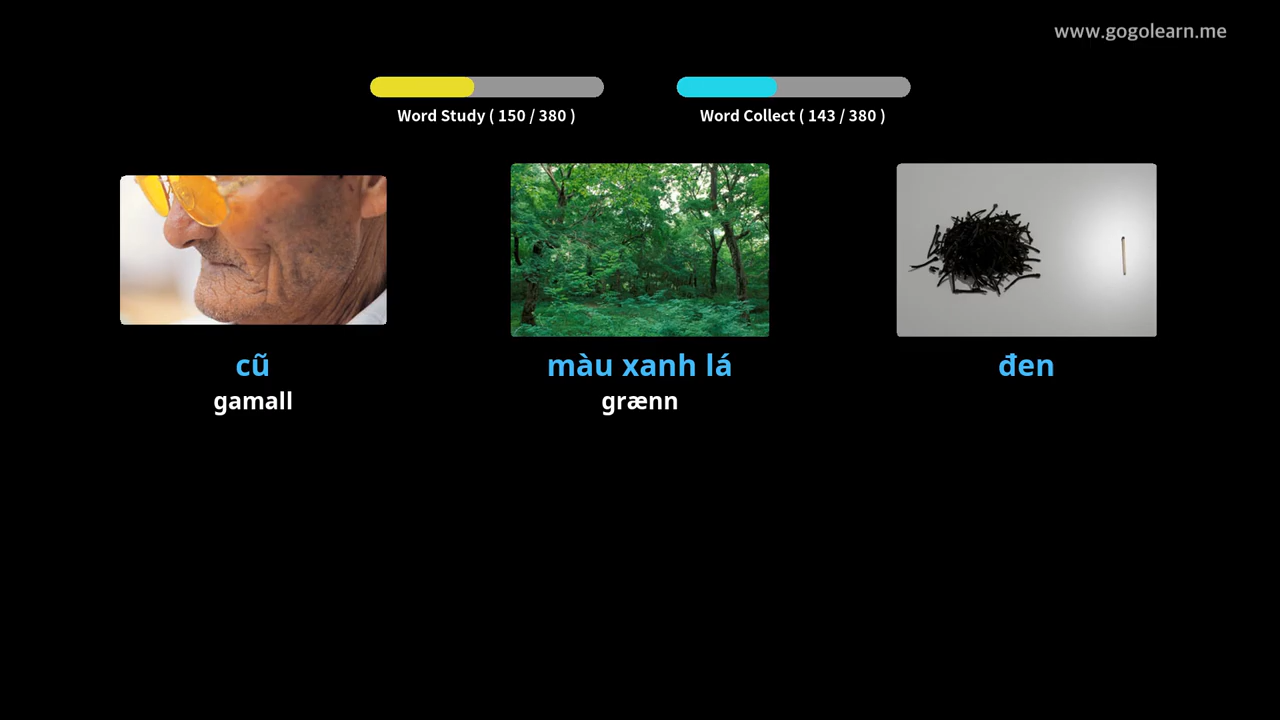 www.gogolearn.me
Word Study ( 150 / 380 )
Word Collect ( 143 / 380 )
cũ
gamall
màu xanh lá
grænn
đen